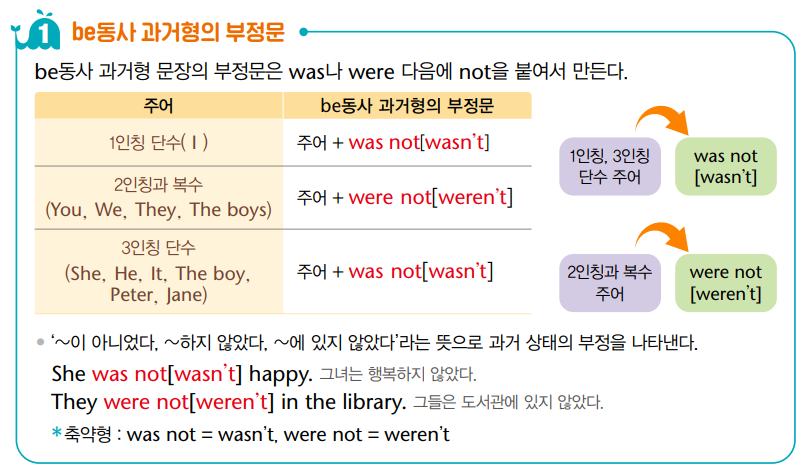 1 be동사 과거형의 부정문
be동사 과거형 문장의 부정문은 was나 were 다음에 not을 붙여서 만든다.
주어 be동사 과거형의 부정문
1인칭 단수( I ) 주어 + was not[wasn't]
2인칭과 복수
(You, We, They, The boys)
주어 + were not[weren't]
3인칭 단수
(She, He, It, The boy,
Peter, Jane)
주어 + was not[wasn't]
1인칭, 3인칭
단수 주어
was not
[wasn't]
2인칭과 복수
주어
were not
[weren't]
• '~이 아니었다, ~하지 않았다, ~에 있지 않았다'라는 뜻으로 과거 상태의 부정을 나타낸다.
She was not[wasn't] happy. 그녀는 행복하지 않았다.
They were not[weren't] in the library. 그들은 도서관에 있지 않았다.
*축약형 : was not = wasn't, were not = weren't